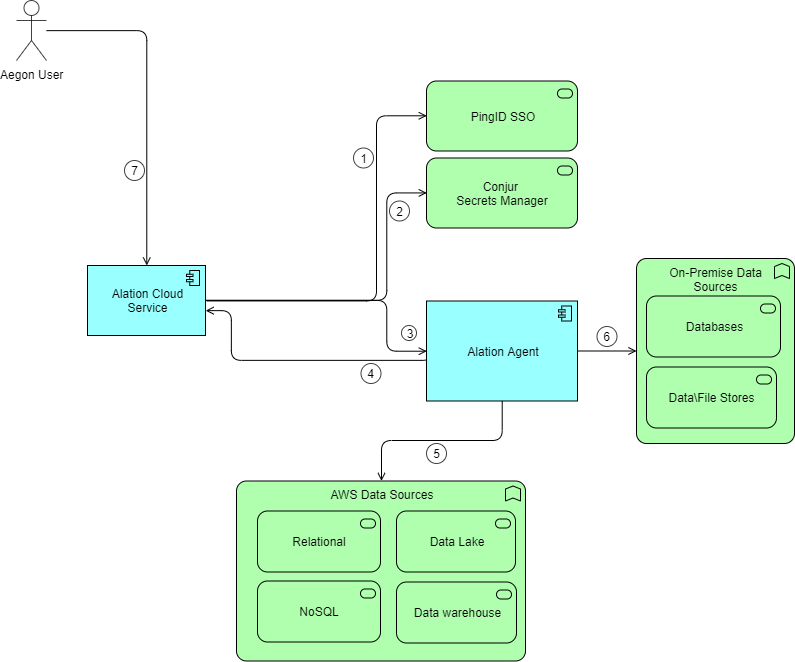 Aegon User
PingID SSO
1
7
Conjur
Secrets Manager
2
On-Premise Data
Sources
Alation Cloud
Service
Databases
3
6
Alation Agent
4
Data\File Stores
5
AWS Data Sources
Relational
Data Lake
NoSQL
Data warehouse